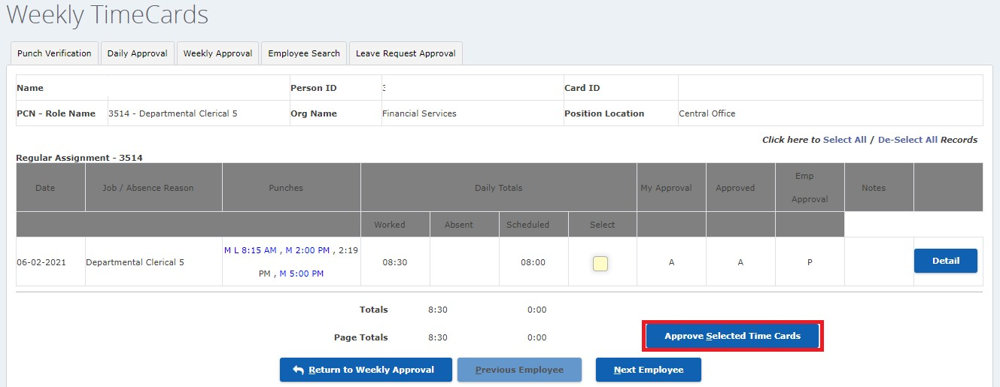 Weekly TimeCards
Punch Verification Daily Approval Weekly Approval Employee Search Leave Request Approval
Name Person ID Card ID
PCN - Role Name 3514 - Departmental Clerical 5 Org Name Financial Services Position Location Central Office
Click here to Select All / De-Select All Records
Regular Assignment - 3514
Date Job / Absence Reason Punches Daily Totals My Approval Approved Emp Approval Notes
Worked Absent Scheduled Select
06-02-2021 Departmental Clerical 5 M L 8:15 AM , M 2:00 PM , 2:19 PM , M 5:00 PM 08:30 08:00 A A P Detail
Totals 8:30 0:00
Page Totals 8:30 0:00 Approve Selected Time Cards
Return to Weekly Approval Previous Employee Next Employee